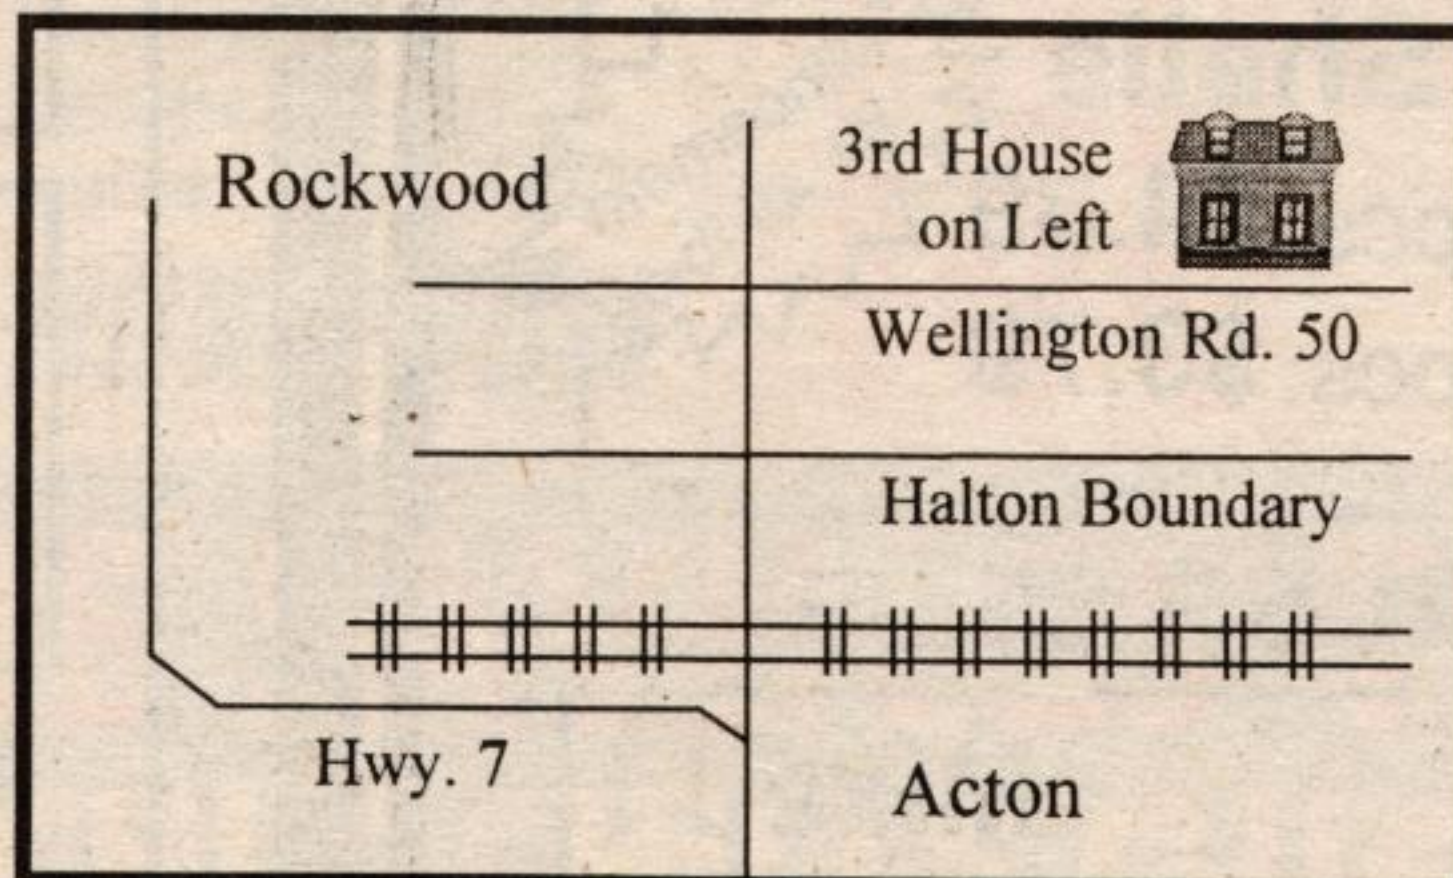 Rockwood
3rd House
on Left
Wellington Rd. 50
Halton Boundary
Hwy. 7
Acton